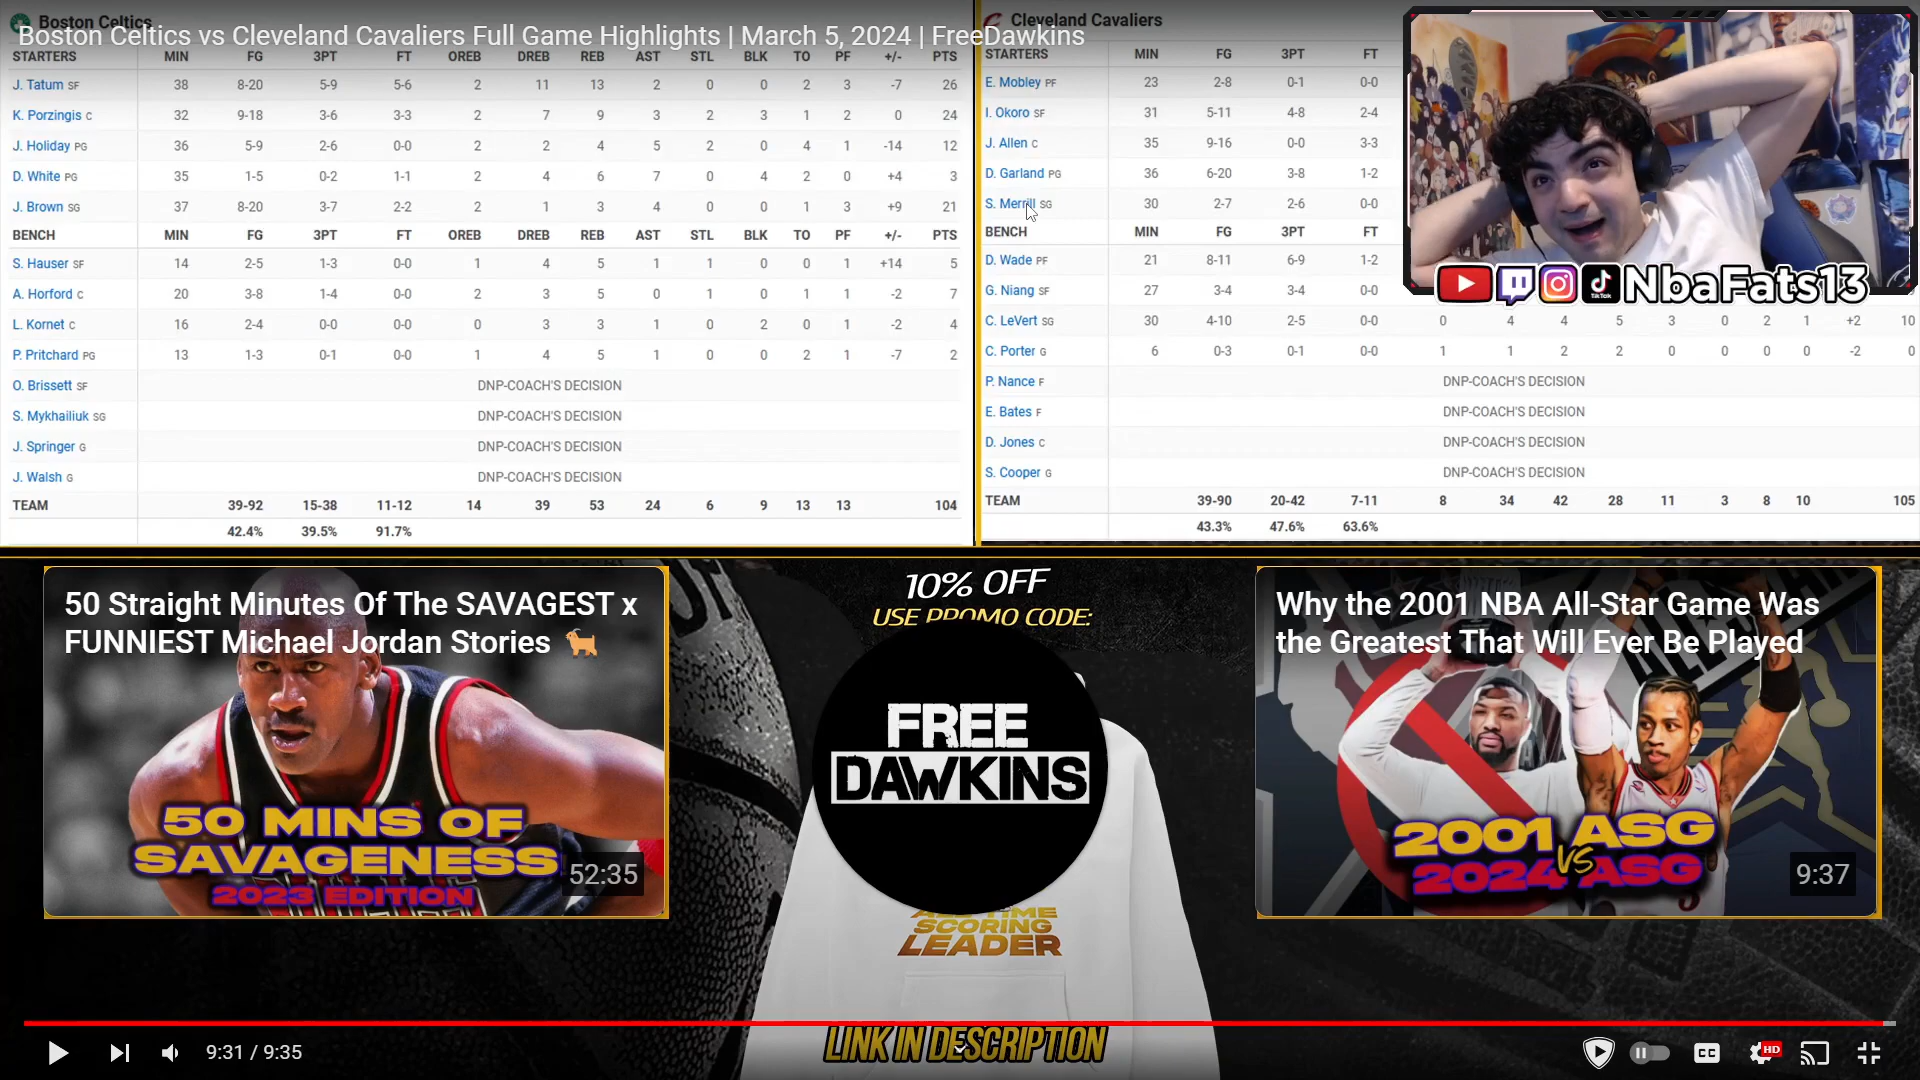 Boston Celtics
Boston Celtics vs Cleveland Cavaliers Full Game Highlights | March 5, 2024 | FreeDawkins
STARTERS MIN FG 3PT FT OREB DREB REB AST STL BLK TO PF +/- PTS
J. Tatum SF 38 8-20 5-9 5-6 2 11 13 2 0 0 2 3 -7 26
K. Porzingis C 32 9-18 3-6 3-3 2 7 9 3 2 3 1 2 0 24
J. Holiday PG 36 5-9 2-6 0-0 2 2 4 5 2 0 4 1 -14 12
D. White PG 35 1-5 0-2 1-1 2 4 6 7 0 4 2 0 +4 3
J. Brown SG 37 8-20 3-7 2-2 2 1 3 4 0 0 1 3 +9 21
BENCH MIN FG 3PT FT OREB DREB REB AST STL BLK TO PF +/- PTS
S. Hauser SF 14 2-5 1-3 0-0 1 4 5 1 1 0 0 1 +14 5
A. Horford C 20 3-8 1-4 0-0 2 3 5 0 1 0 1 1 -2 7
L. Kornet C 16 2-4 0-0 0-0 0 3 3 1 0 2 0 1 -2 4
P. Pritchard PG 13 1-3 0-1 0-0 1 4 5 1 0 0 2 1 -7 2
O. Brissett SF DNP-COACH'S DECISION
S. Mykhailiuk SG DNP-COACH'S DECISION
J. Springer G DNP-COACH'S DECISION
J. Walsh G DNP-COACH'S DECISION
TEAM 39-92 15-38 11-12 14 39 53 24 6 9 13 13 104
42.4% 39.5% 91.7%
Cleveland Cavaliers
STARTERS MIN FG 3PT FT
E. Mobley PF 23 2-8 0-1 0-0
I. Okoro SF 31 5-11 4-8 2-4
J. Allen C 35 9-16 0-0 3-3
D. Garland PG 36 6-20 3-8 1-2
S. Merrill SG 30 2-7 2-6 0-0
BENCH MIN FG 3PT FT
D. Wade PF 21 8-11 6-9 1-2
G. Niang SF 27 3-4 3-4 0-0
C. LeVert SG 30 4-10 2-5 0-0 0 4 4 5 3 0 2 1 +2 10
C. Porter G 6 0-3 0-1 0-0 1 1 2 2 0 0 0 0 -2 0
P. Nance F DNP-COACH'S DECISION
E. Bates F DNP-COACH'S DECISION
D. Jones C DNP-COACH'S DECISION
S. Cooper G DNP-COACH'S DECISION
TEAM 39-90 20-42 7-11 8 34 42 28 11 3 8 10 105
43.3% 47.6% 63.6%
TikTok
NbaFats13
50 Straight Minutes Of The SAVAGEST x
FUNNIEST Michael Jordan Stories
50 MINS OF
SAVAGENESS
2023 EDITION
52:35
10% OFF
USE PROMO CODE:
FREE
DAWKINS
ALL TIME
SCORING
LEADER
LINK IN DESCRIPTION
Why the 2001 NBA All-Star Game Was
the Greatest That Will Ever Be Played
2001 ASG
VS
2024 ASG
9:37
9:31 / 9:35
CC
HD